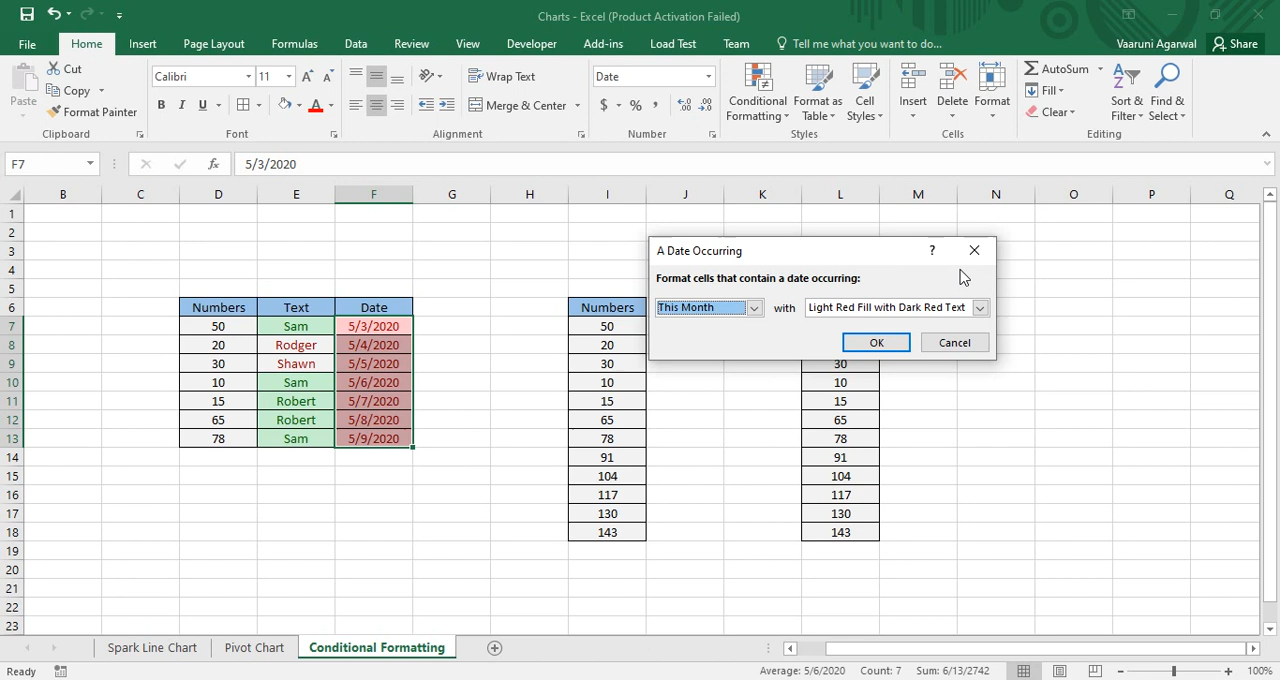 Charts - Excel (Product Activation Failed)
File Home Insert Page Layout Formulas Data Review View Developer Add-ins Load Test Team Tell me what you want to do... Vaaruni Agarwal Share
Paste
Cut
Copy
Format Painter
Clipboard
Calibri 11
B I U
Font
Wrap Text
Merge & Center
Alignment
Date
$ % ,
Number
Conditional Formatting
Format as Table
Cell Styles
Styles
Insert Delete Format
Cells
AutoSum
Fill
Clear
Sort & Filter
Find & Select
Editing
F7 fx 5/3/2020
B C D E F G H I J K L M N O P Q
1
2
3
4
5
6 Numbers Text Date Numbers
7 50 Sam 5/3/2020 50
8 20 Rodger 5/4/2020 20
9 30 Shawn 5/5/2020 30 30
10 10 Sam 5/6/2020 10 10
11 15 Robert 5/7/2020 15 15
12 65 Robert 5/8/2020 65 65
13 78 Sam 5/9/2020 78 78
14 91 91
15 104 104
16 117 117
17 130 130
18 143 143
19
20
21
22
23
A Date Occurring ?
Format cells that contain a date occurring:
This Month with Light Red Fill with Dark Red Text
OK Cancel
Spark Line Chart Pivot Chart Conditional Formatting
Ready Average: 5/6/2020 Count: 7 Sum: 6/13/2742 100%